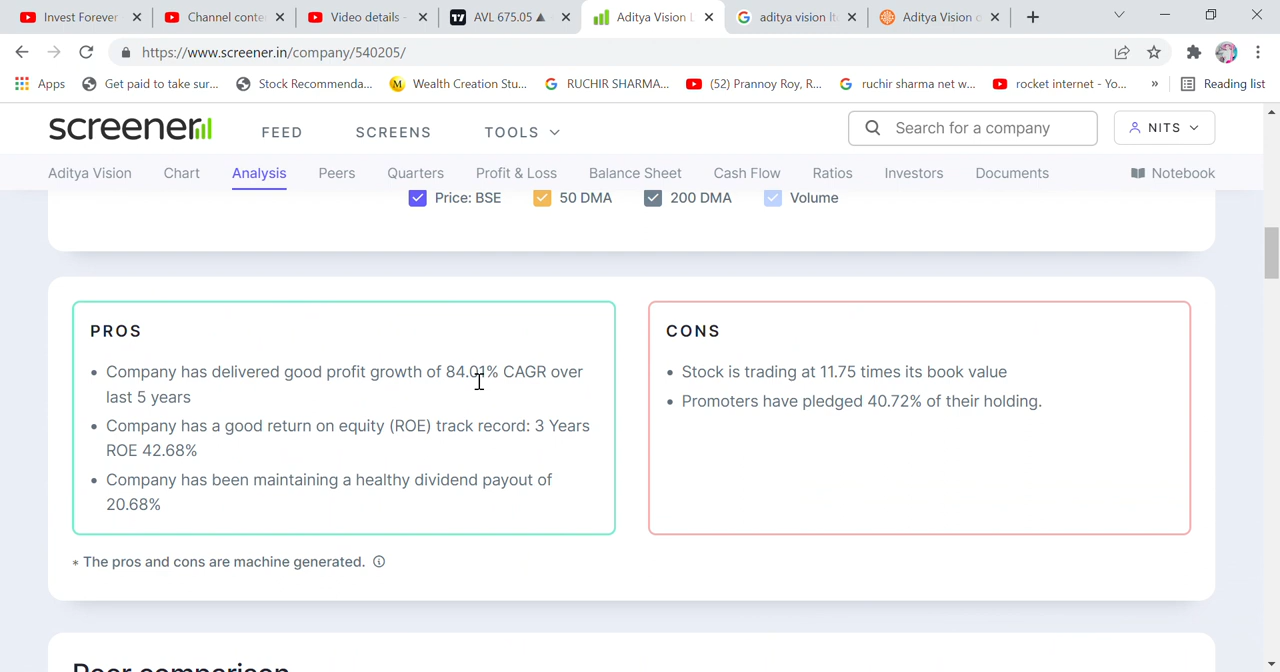 Invest Forever
Channel conte
Video details -
AVL 675.05 ▲
Aditya Vision L
aditya vision lt
Aditya Vision c
https://www.screener.in/company/540205/
Apps
Get paid to take sur...
Stock Recommenda...
Wealth Creation Stu...
RUCHIR SHARMA...
(52) Prannoy Roy, R...
ruchir sharma net w...
rocket internet - Yo...
»
Reading list
screener
FEED
SCREENS
TOOLS
Search for a company
NITS
Aditya Vision
Chart
Analysis
Peers
Quarters
Profit & Loss
Balance Sheet
Cash Flow
Ratios
Investors
Documents
Notebook
Price: BSE
50 DMA
200 DMA
Volume
PROS
• Company has delivered good profit growth of 84.01% CAGR over
last 5 years
• Company has a good return on equity (ROE) track record: 3 Years
ROE 42.68%
• Company has been maintaining a healthy dividend payout of
20.68%
CONS
• Stock is trading at 11.75 times its book value
• Promoters have pledged 40.72% of their holding.
* The pros and cons are machine generated.
Peer comparison